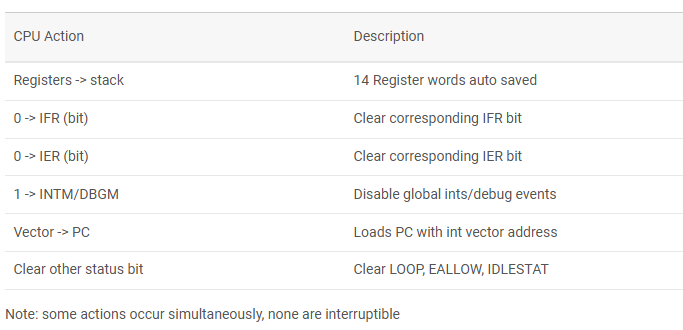 CPU Action Description
Registers -> stack 14 Register words auto saved
0 -> IFR (bit) Clear corresponding IFR bit
0 -> IER (bit) Clear corresponding IER bit
1 -> INTM/DBGM Disable global ints/debug events
Vector -> PC Loads PC with int vector address
Clear other status bit Clear LOOP, EALLOW, IDLESTAT
Note: some actions occur simultaneously, none are interruptible